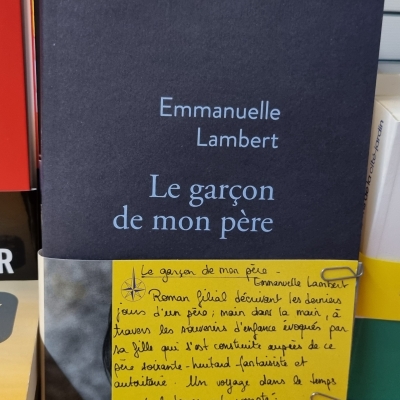 Emmanuelle
Lambert
Le garçon
de mon père
Le garçon de mon père -
Emmanuelle Lambert
Roman filial décrivant les derniers
jours d'un père; main dans la main, à
travers les souvenirs d'enfance évoqués par
sa fille qui s'est construite auprès de ce
père soixante-huitard fantaisiste et
autoritaire. Un voyage dans le temps
R
cité-jardin